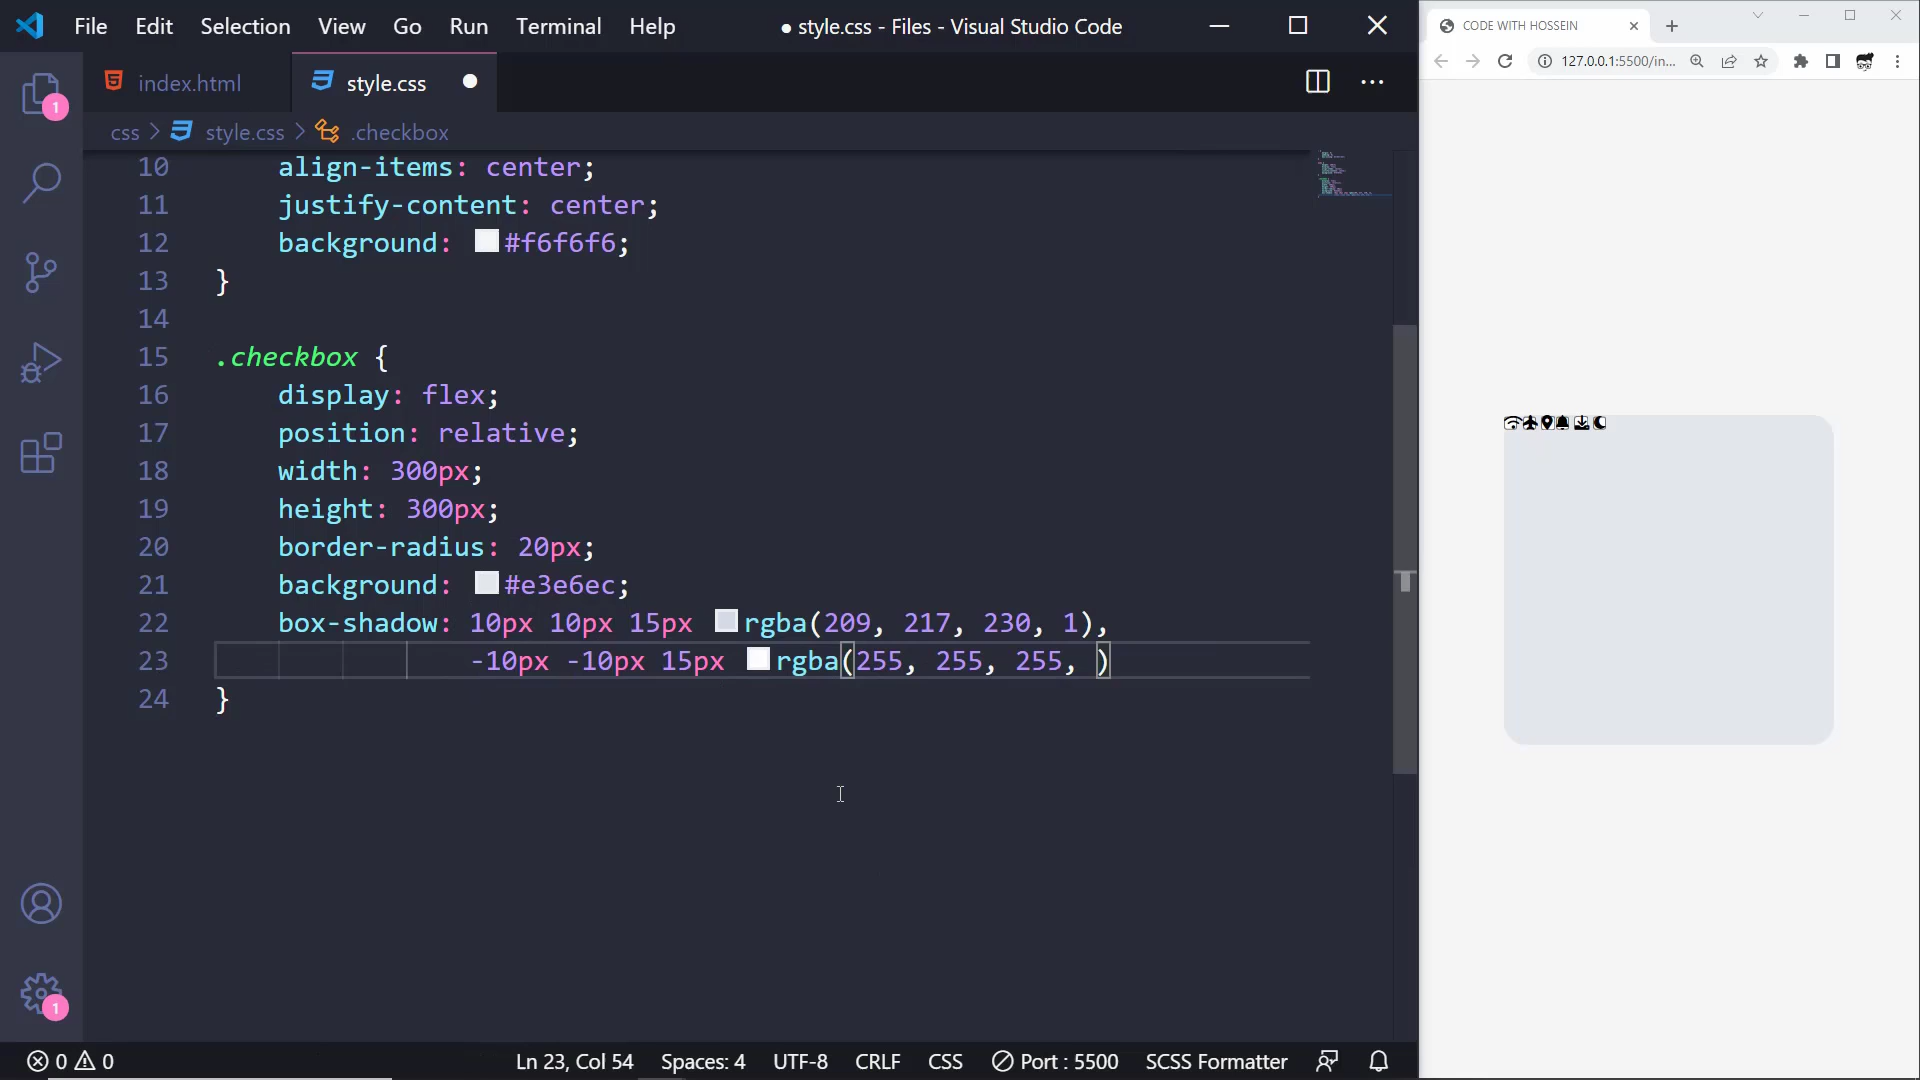 File Edit Selection View Go Run Terminal Help ● style.css - Files - Visual Studio Code
index.html style.css
css > style.css > .checkbox
10 align-items: center;
11 justify-content: center;
12 background: #f6f6f6;
13 }
14
15 .checkbox {
16 display: flex;
17 position: relative;
18 width: 300px;
19 height: 300px;
20 border-radius: 20px;
21 background: #e3e6ec;
22 box-shadow: 10px 10px 15px rgba(209, 217, 230, 1),
23 -10px -10px 15px rgba(255, 255, 255, )
24 }
1
1
0 0 Ln 23, Col 54 Spaces: 4 UTF-8 CRLF CSS Port : 5500 SCSS Formatter
CODE WITH HOSSEIN
127.0.0.1:5500/in...